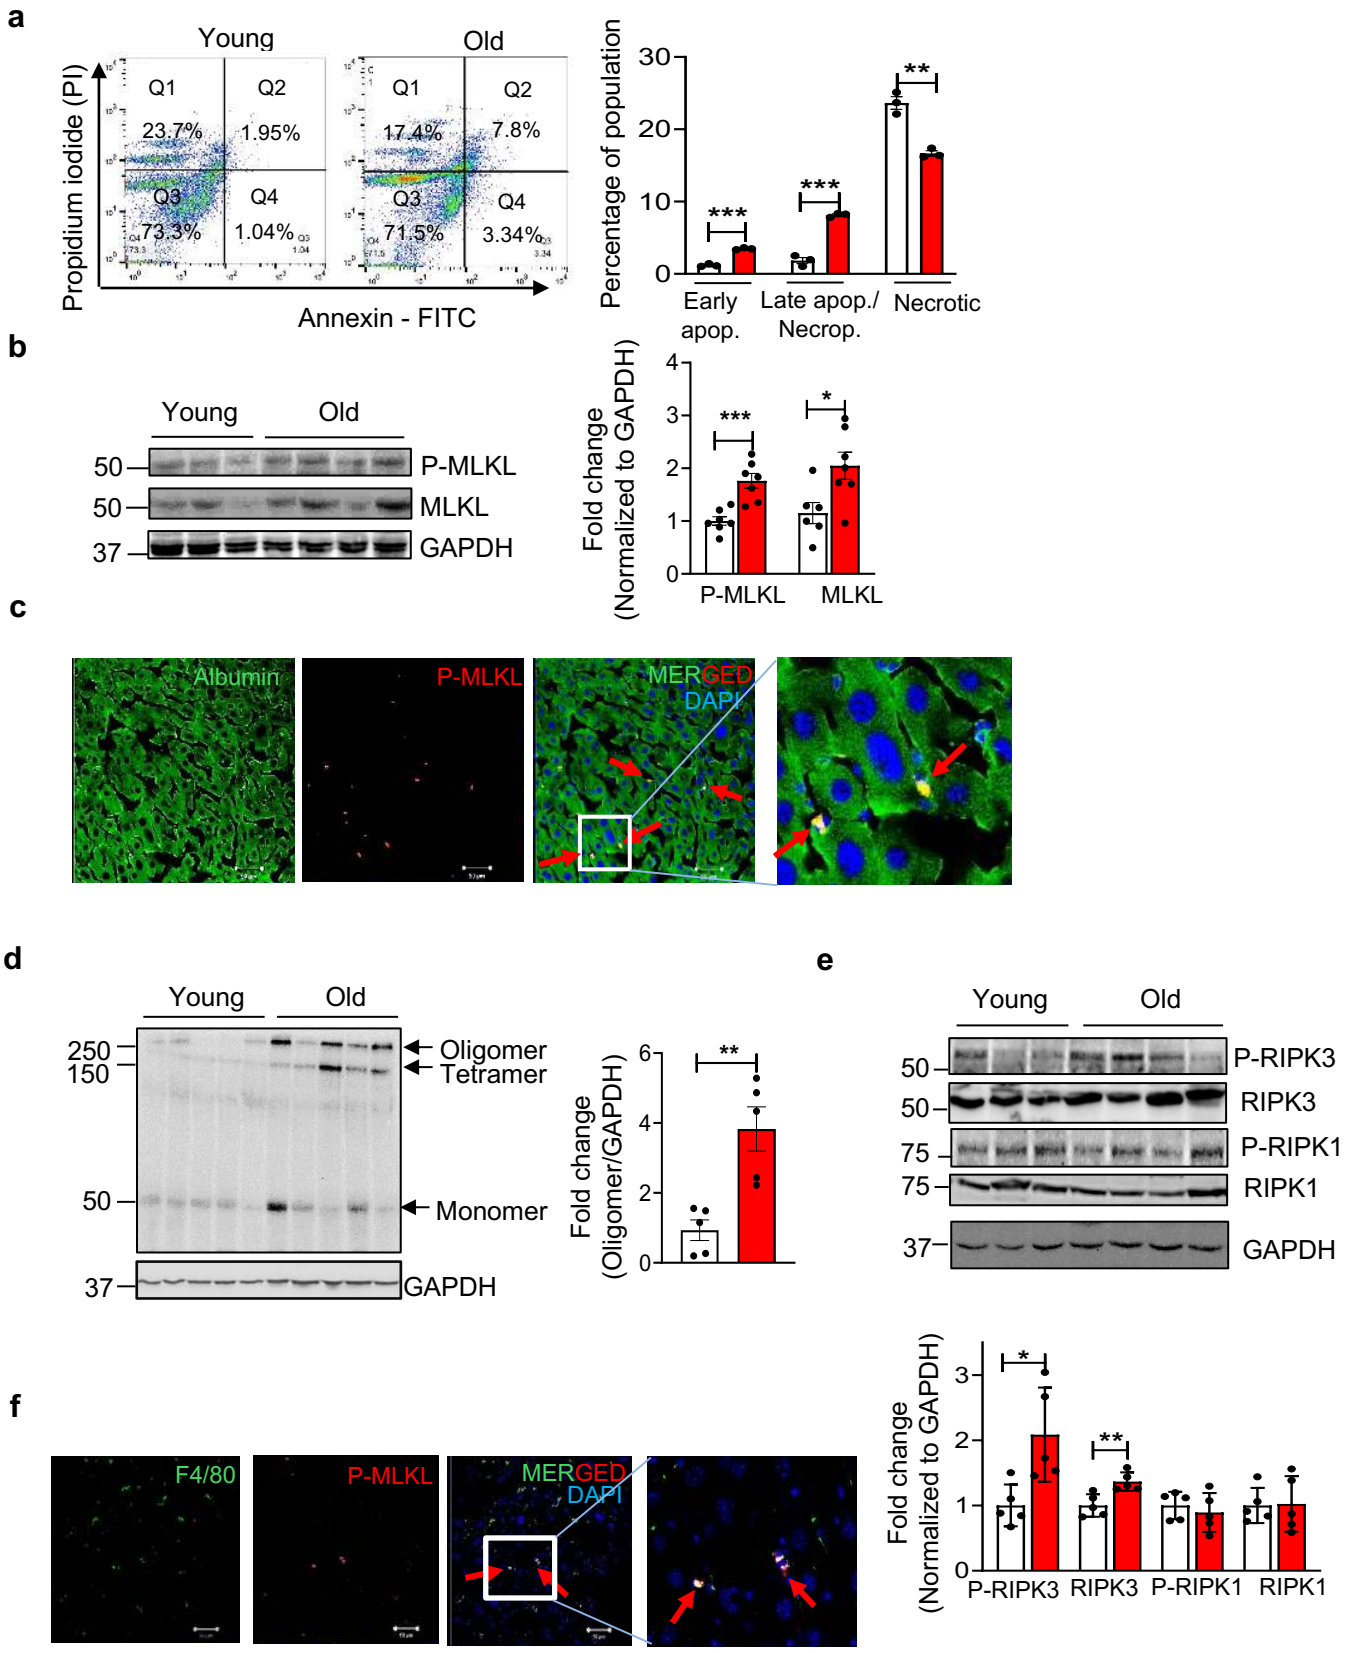 a
Young
Old
Propidium iodide (PI)
Q1
Q2
23.7%
1.95%
Q3
Q4
73.3%
1.04%
Q1
Q2
17.4%
7.8%
Q3
Q4
71.5%
3.34%
Annexin - FITC
Percentage of population
30
20
10
0
***
***
**
Early
apop.
Late apop./
Necrop.
Necrotic
b
Young
Old
50
P-MLKL
50
MLKL
37
GAPDH
Fold change
(Normalized to GAPDH)
4
3
2
1
0
***
*
P-MLKL
MLKL
c
Albumin
P-MLKL
50 µm
MERGED
DAPI
d
Young
Old
250
150
50
37
Oligomer
Tetramer
Monomer
GAPDH
Fold change
(Oligomer/GAPDH)
6
4
2
0
**
e
Young
Old
50
P-RIPK3
50
RIPK3
75
P-RIPK1
75
RIPK1
37
GAPDH
Fold change
(Normalized to GAPDH)
3
2
1
0
*
**
P-RIPK3
RIPK3
P-RIPK1
RIPK1
f
F4/80
P-MLKL
MERGED
DAPI